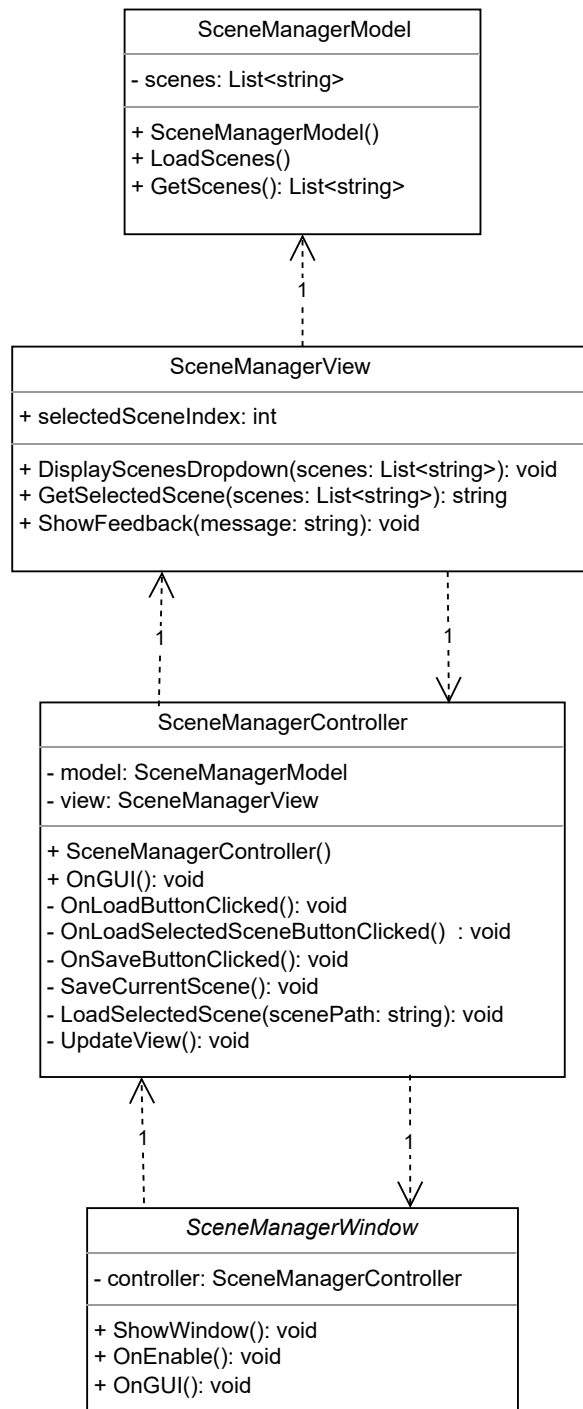 SceneManagerModel
- scenes: List<string>
+ SceneManagerModel()
+ LoadScenes()
+ GetScenes(): List<string>
1
SceneManagerView
+ selectedSceneIndex: int
+ DisplayScenesDropdown(scenes: List<string>): void
+ GetSelectedScene(scenes: List<string>): string
+ ShowFeedback(message: string): void
1
1
SceneManagerController
- model: SceneManagerModel
- view: SceneManagerView
+ SceneManagerController()
+ OnGUI(): void
- OnLoadButtonClicked(): void
- OnLoadSelectedSceneButtonClicked()  : void
- OnSaveButtonClicked(): void
- SaveCurrentScene(): void
- LoadSelectedScene(scenePath: string): void
- UpdateView(): void
1
1
SceneManagerWindow
- controller: SceneManagerController
+ ShowWindow(): void
+ OnEnable(): void
+ OnGUI(): void